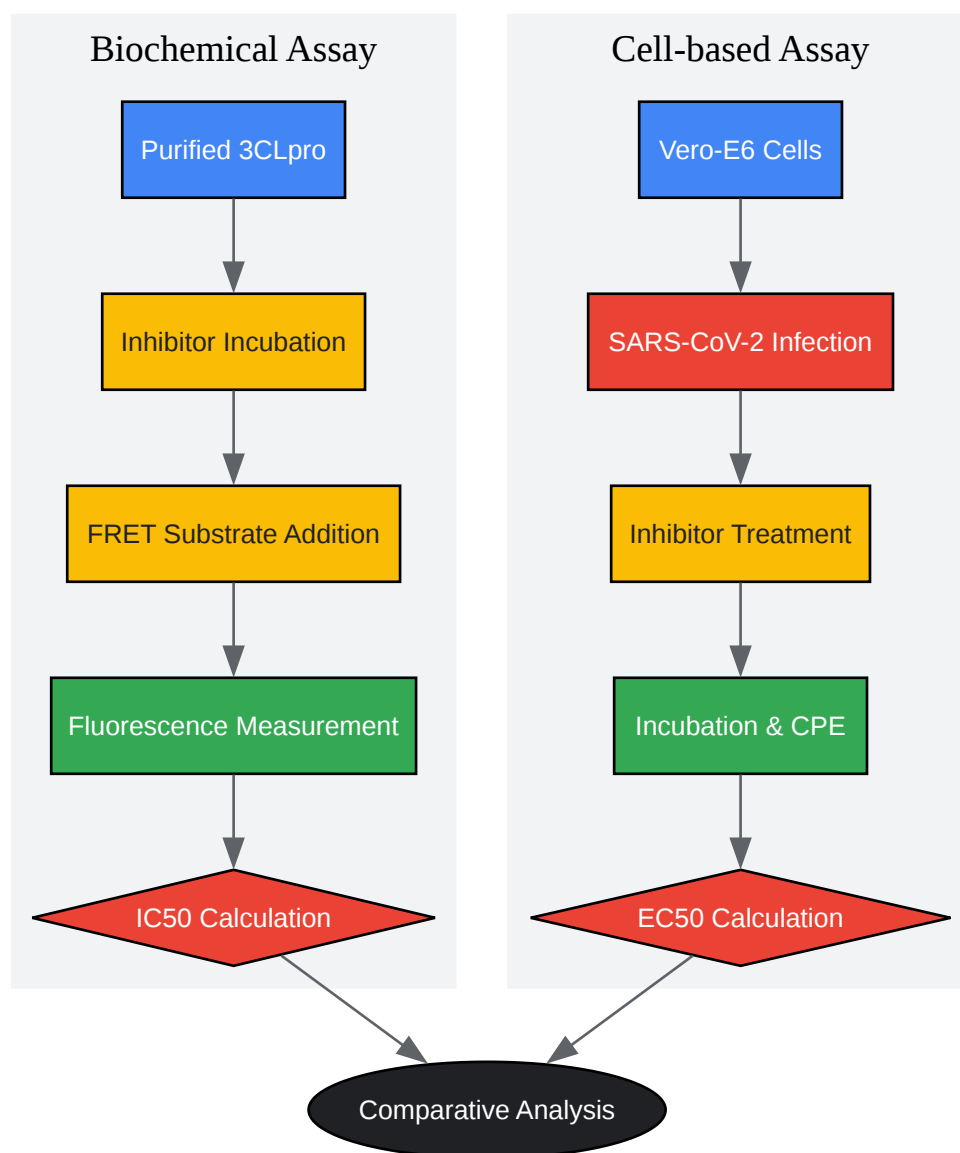 Biochemical Assay
Purified 3CLpro
Inhibitor Incubation
FRET Substrate Addition
Fluorescence Measurement
IC50 Calculation
Cell-based Assay
Vero-E6 Cells
SARS-CoV-2 Infection
Inhibitor Treatment
Incubation & CPE
EC50 Calculation
Comparative Analysis